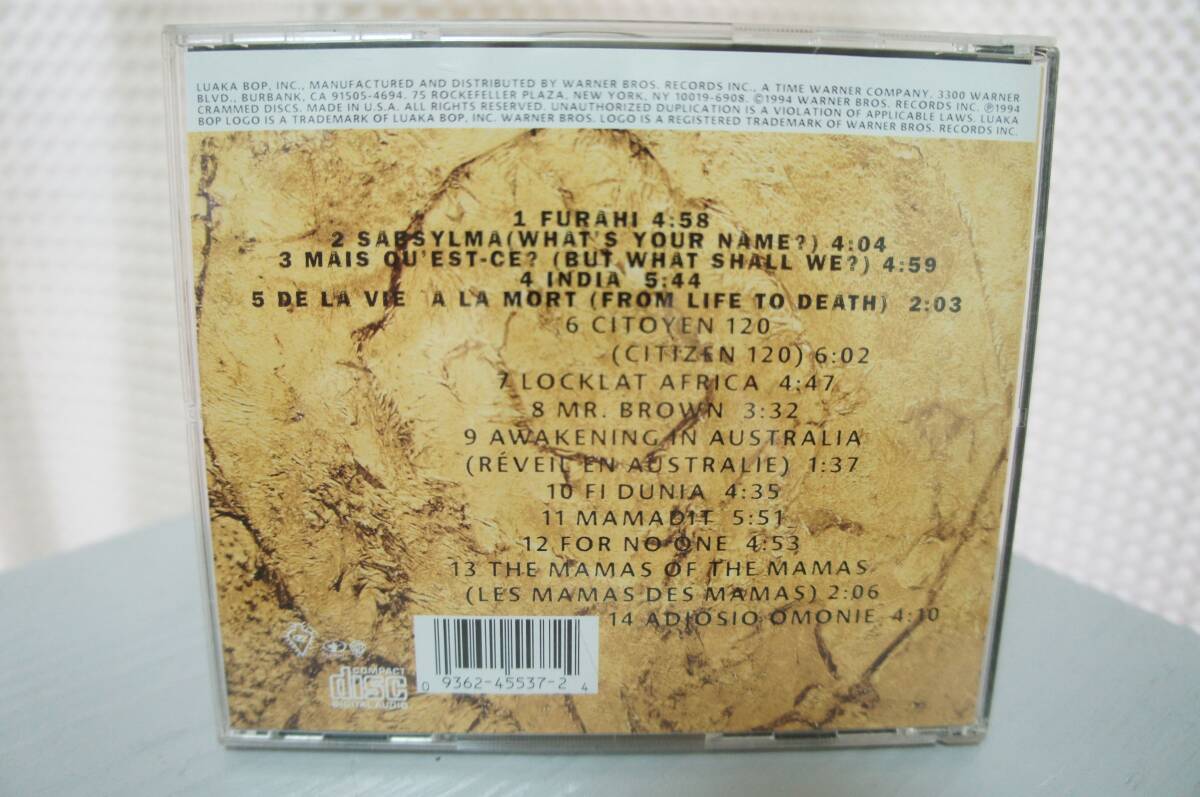 LUAKA BOP, INC., MANUFACTURED AND DISTRIBUTED BY WARNER BROS. RECORDS INC., A TIME WARNER COMPANY. 3300 WARNER
BLVD., BURBANK, CA 91505-4694. 75 ROCKEFELLER PLAZA, NEW YORK, NY 10019-6908. ©1994 WARNER BROS. RECORDS INC. ℗1994
CRAMMED DISCS. MADE IN U.S.A. ALL RIGHTS RESERVED. UNAUTHORIZED DUPLICATION IS A VIOLATION OF APPLICABLE LAWS. LUAKA
BOP LOGO IS A TRADEMARK OF LUAKA BOP, INC. WARNER BROS. LOGO IS A REGISTERED TRADEMARK OF WARNER BROS. RECORDS INC.
1 FURAHI 4:58
2 SABSYLMA(WHAT'S YOUR NAME?) 4:04
3 MAIS QU'EST-CE? (BUT WHAT SHALL WE?) 4:59
4 INDIA 5:44
5 DE LA VIE A LA MORT (FROM LIFE TO DEATH) 2:03
6 CITOYEN 120
(CITIZEN 120) 6:02
7 LOCKLAT AFRICA 4:47
8 MR. BROWN 3:32
9 AWAKENING IN AUSTRALIA
(RÉVEIL EN AUSTRALIE) 1:37
10 FI DUNIA 4:35
11 MAMADIT 5:51
12 FOR NO ONE 4:53
13 THE MAMAS OF THE MAMAS
(LES MAMAS DES MAMAS) 2:06
14 ADJOSIO OMONIE 4:10
COMPACT
disc
DIGITAL AUDIO
0 9362-45537-2 4